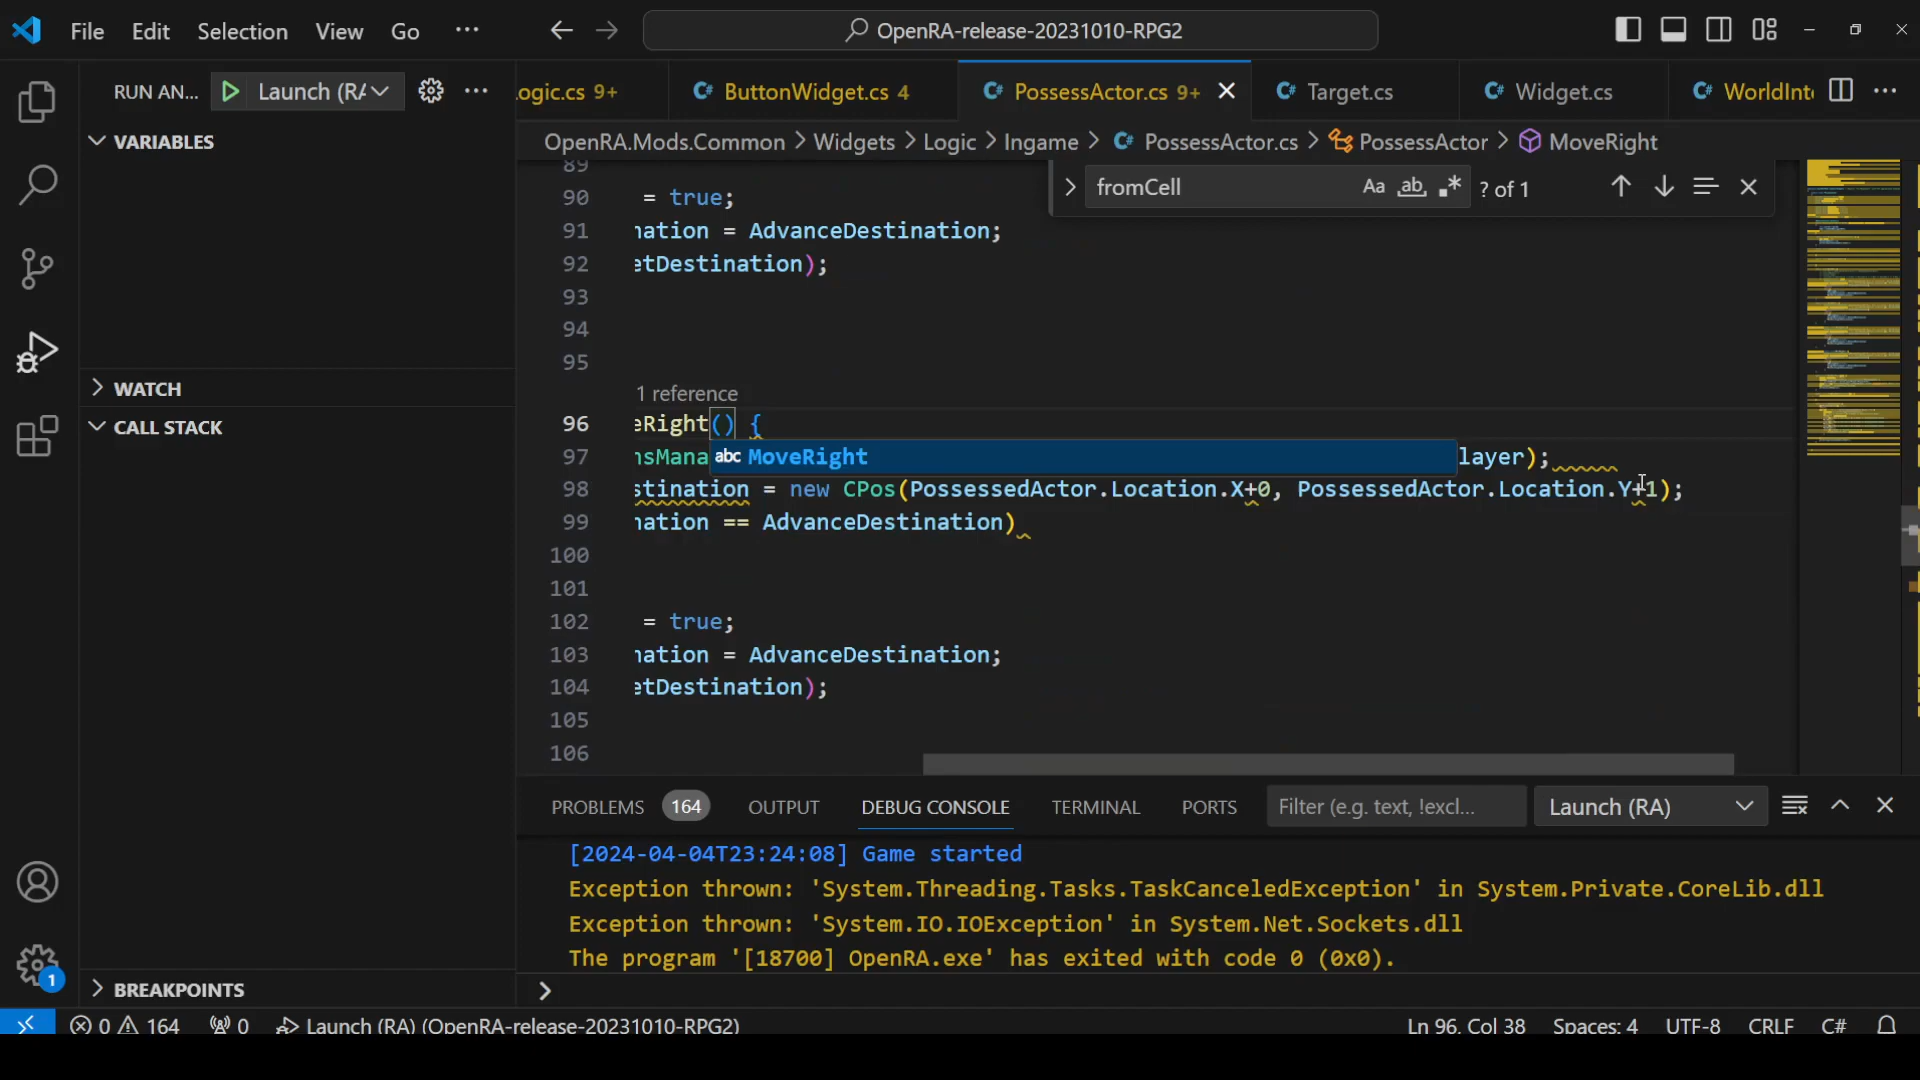 File Edit Selection View Go ··· OpenRA-release-20231010-RPG2
RUN AN... Launch (RA ···
VARIABLES
WATCH
CALL STACK
BREAKPOINTS
.ogic.cs 9+ ButtonWidget.cs 4 PossessActor.cs 9+ Target.cs Widget.cs WorldInt
OpenRA.Mods.Common > Widgets > Logic > Ingame > PossessActor.cs > PossessActor > MoveRight
fromCell Aa ab ? of 1
89
90 = true;
91 nation = AdvanceDestination;
92 etDestination);
93
94
95
1 reference
96 eRight() {
97 nsMana abc MoveRight layer);
98 stination = new CPos(PossessedActor.Location.X+0, PossessedActor.Location.Y+1);
99 nation == AdvanceDestination)
100
101
102 = true;
103 nation = AdvanceDestination;
104 etDestination);
105
106
PROBLEMS 164 OUTPUT DEBUG CONSOLE TERMINAL PORTS Filter (e.g. text, !excl... Launch (RA)
[2024-04-04T23:24:08] Game started
Exception thrown: 'System.Threading.Tasks.TaskCanceledException' in System.Private.CoreLib.dll
Exception thrown: 'System.IO.IOException' in System.Net.Sockets.dll
The program '[18700] OpenRA.exe' has exited with code 0 (0x0).
>
1
0 164 0 Launch (RA) (OpenRA-release-20231010-RPG2) Ln 96, Col 38 Spaces: 4 UTF-8 CRLF C#